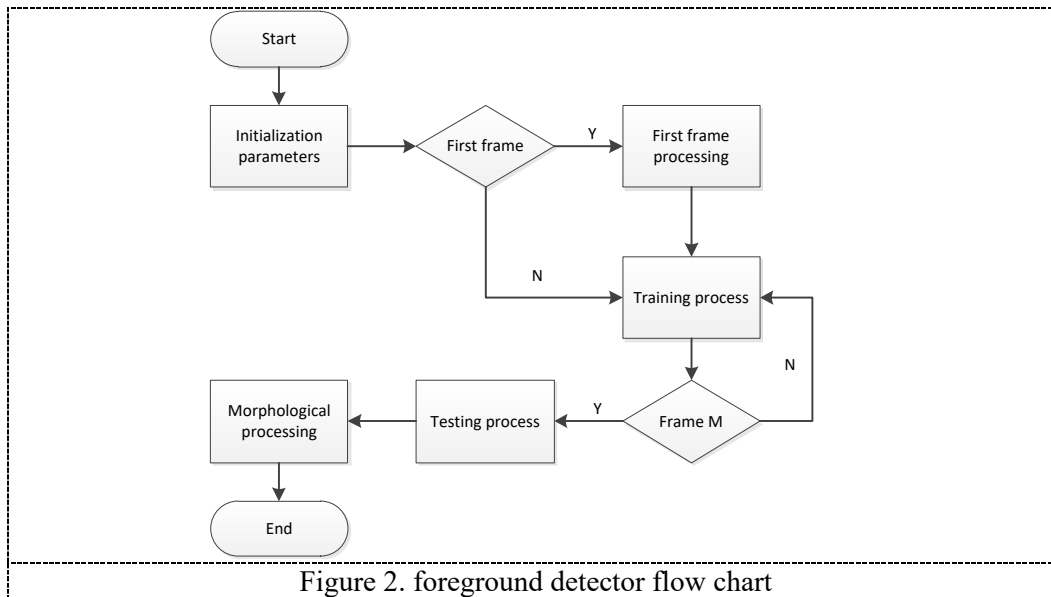 Start
Initialization
parameters
First frame
Y
First frame
processing
N
Training process
N
Morphological
processing
Testing process
Y
Frame M
End
Figure 2. foreground detector flow chart